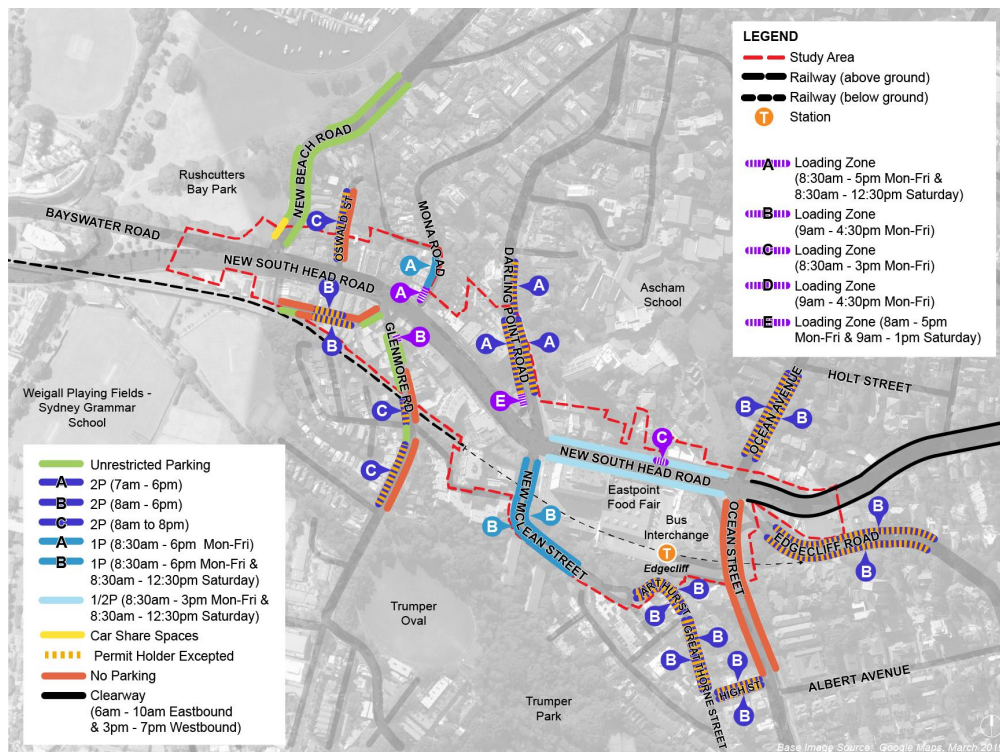 LEGEND
Study Area
Railway (above ground)
Railway (below ground)
T Station
A Loading Zone
(8:30am - 5pm Mon-Fri &
8:30am - 12:30pm Saturday)
B Loading Zone
(9am - 4:30pm Mon-Fri)
C Loading Zone
(8:30am - 3pm Mon-Fri)
D Loading Zone
(9am - 4:30pm Mon-Fri)
E Loading Zone (8am - 5pm
Mon-Fri & 9am - 1pm Saturday)
NEW BEACH ROAD
Rushcutters
Bay Park
C
OSWALD ST
BAYSWATER ROAD
MONA ROAD
A
A
NEW SOUTH HEAD ROAD
B
B
DARLING POINT ROAD
A
A
A
E
Ascham
School
GLENMORE RD
B
C
C
Weigall Playing Fields -
Sydney Grammar
School
HOLT STREET
OCEAN AVENUE
B
B
C
NEW SOUTH HEAD ROAD
Eastpoint
Food Fair
NEW MCLEAN STREET
B
B
Bus
Interchange
T
Edgecliff
OCEAN STREET
EDGECLIFF ROAD
B
B
ARTHUR ST
B
B
GREAT THORNE STREET
B
B
HIGH ST
B
B
ALBERT AVENUE
Trumper
Oval
Trumper
Park
Unrestricted Parking
A 2P (7am - 6pm)
B 2P (8am - 6pm)
C 2P (8am to 8pm)
A 1P (8:30am - 6pm Mon-Fri)
B 1P (8:30am - 6pm Mon-Fri &
8:30am - 12:30pm Saturday)
1/2P (8:30am - 3pm Mon-Fri &
8:30am - 12:30pm Saturday)
Car Share Spaces
Permit Holder Excepted
No Parking
Clearway
(6am - 10am Eastbound
& 3pm - 7pm Westbound)
Base Image Source: Google Maps, March 201